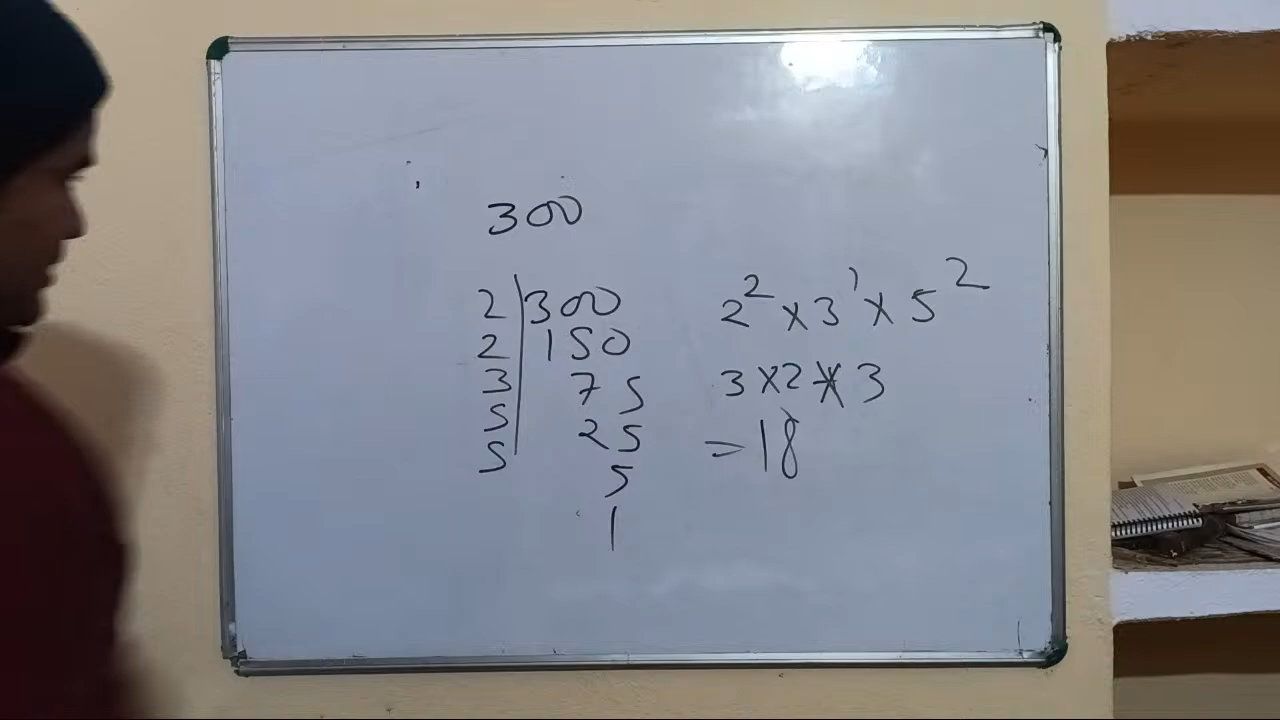 300
2 | 300
2 | 150
3 | 75
5 | 25
5 | 5
1
2² × 3¹ × 5²
3 × 2 × 3
= 18